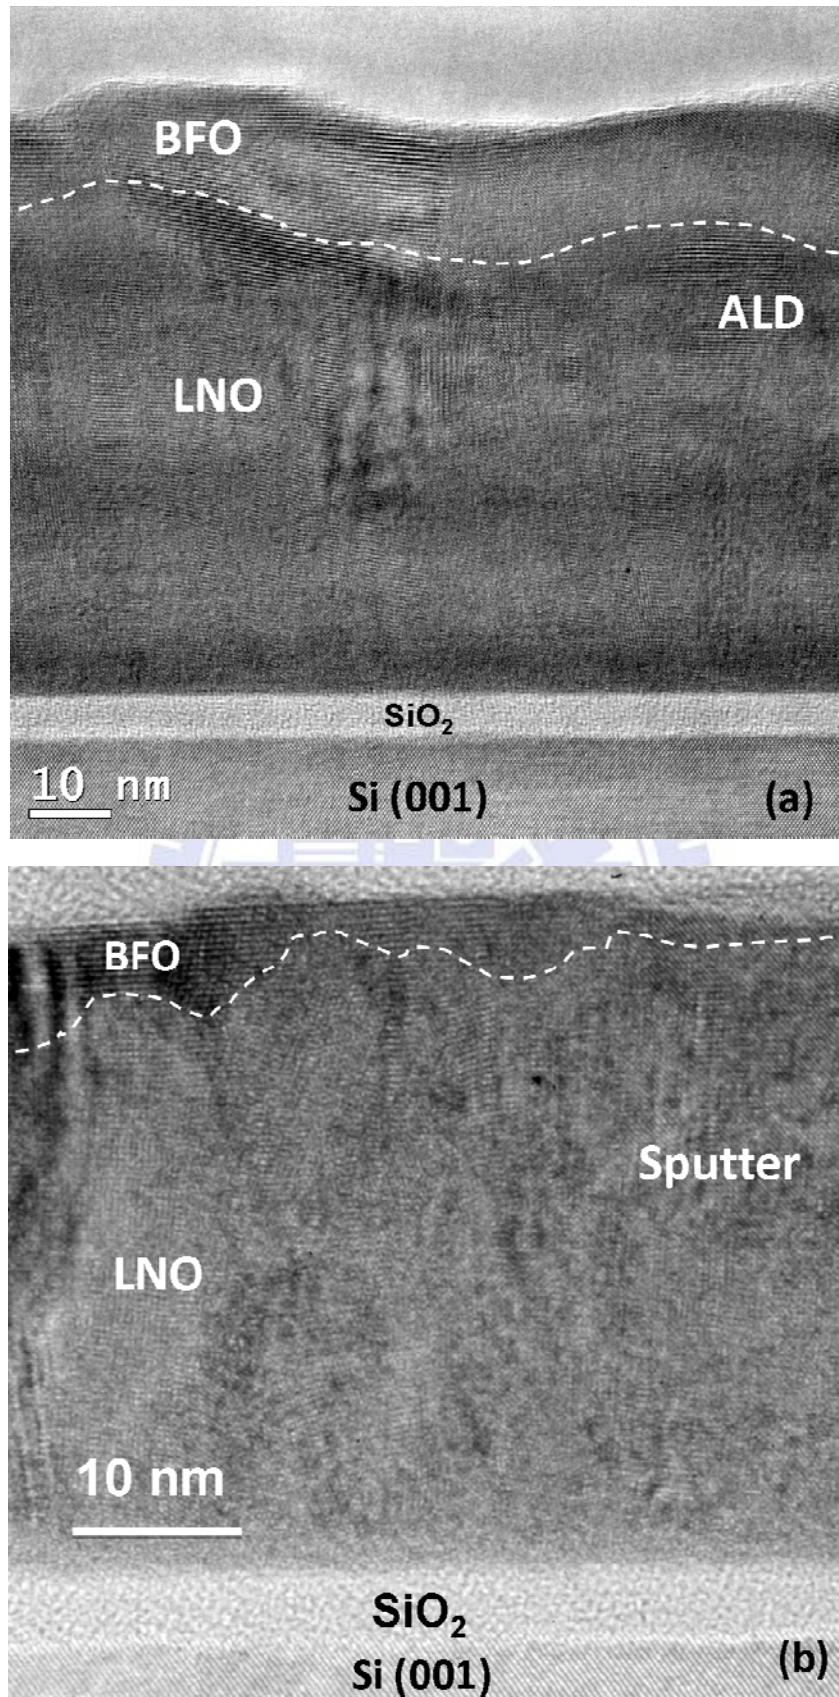 BFO
ALD
LNO
SiO₂
10 nm
Si (001)
(a)
BFO
Sputter
LNO
10 nm
SiO₂
Si (001)
(b)